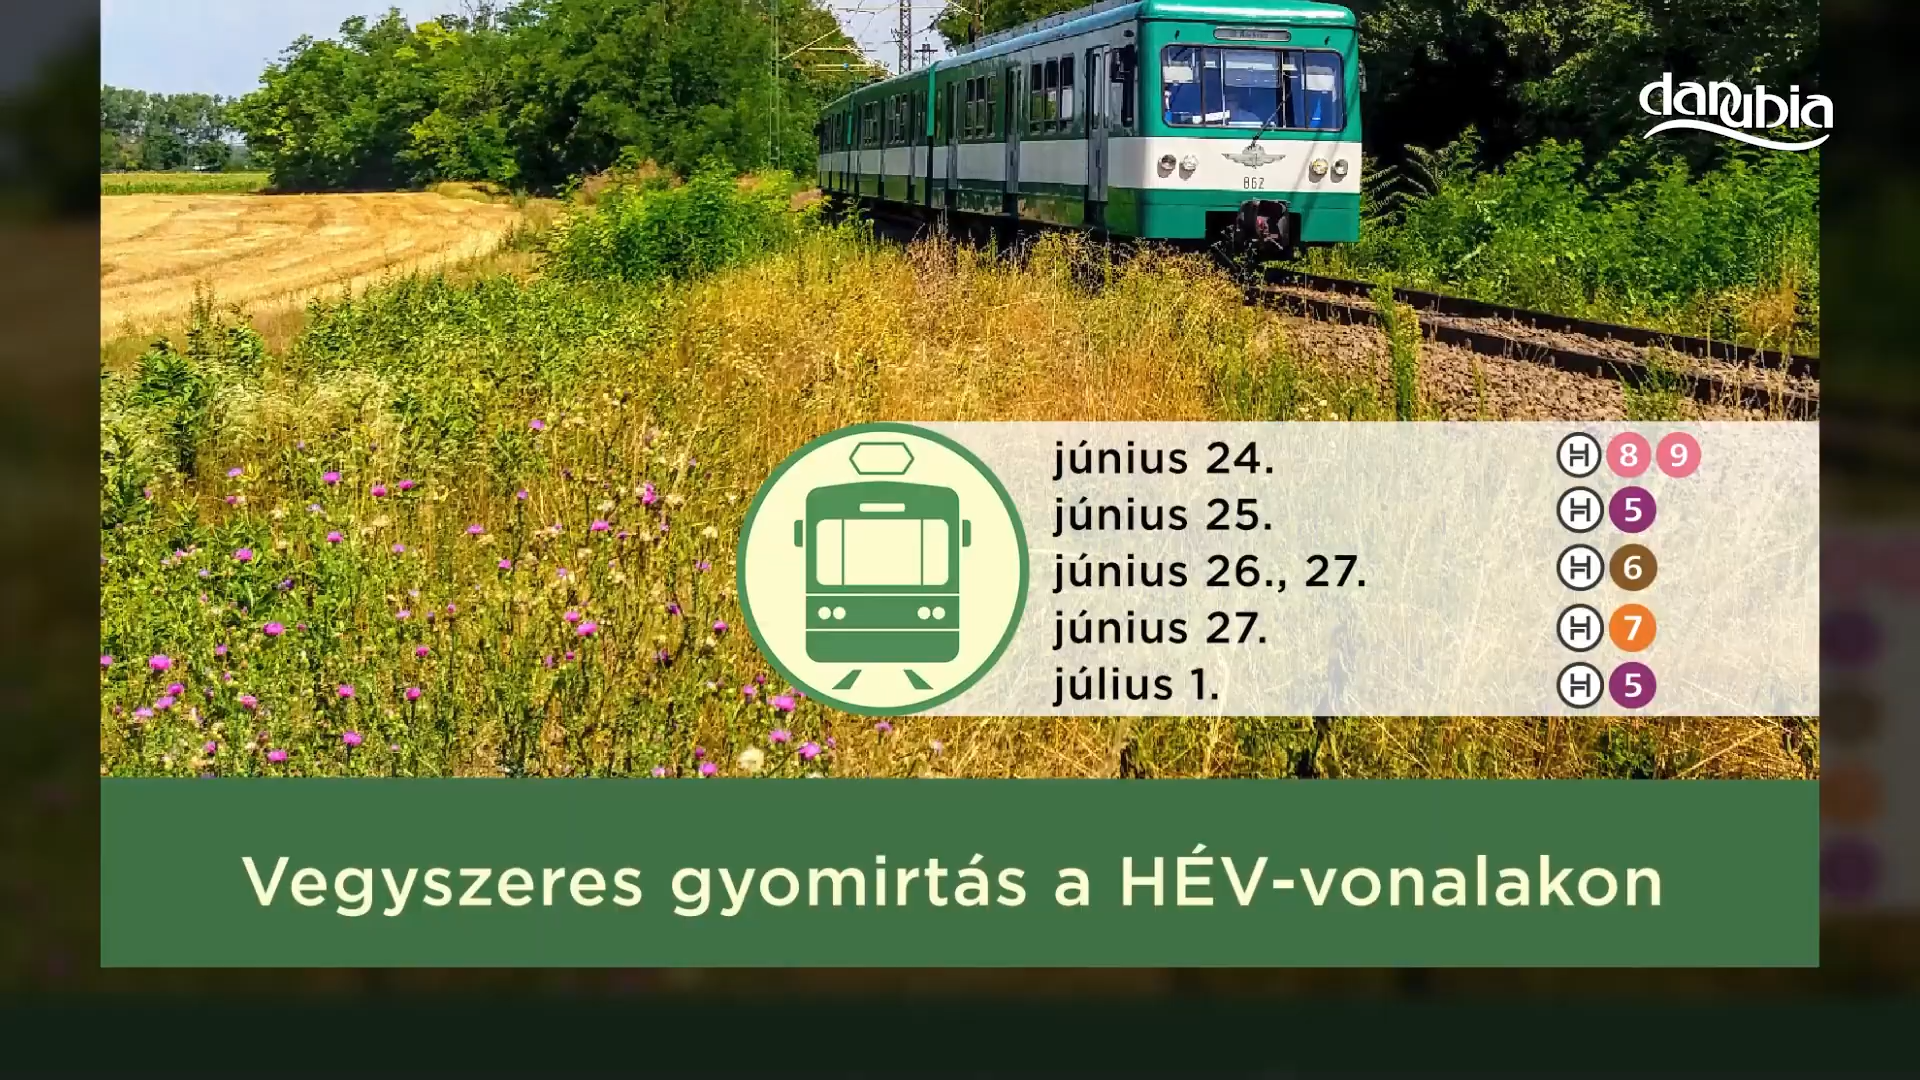 danubia
862
június 24. H 8 9
június 25. H 5
június 26., 27. H 6
június 27. H 7
július 1. H 5
Vegyszeres gyomirtás a HÉV-vonalakon